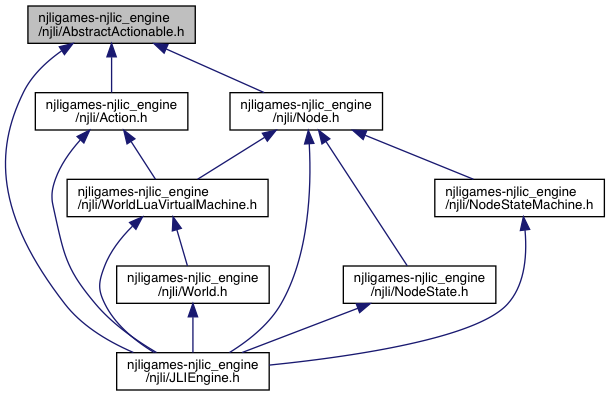 njligames-njlic_engine
/njli/AbstractActionable.h
njligames-njlic_engine
/njli/Action.h
njligames-njlic_engine
/njli/Node.h
njligames-njlic_engine
/njli/WorldLuaVirtualMachine.h
njligames-njlic_engine
/njli/NodeStateMachine.h
njligames-njlic_engine
/njli/World.h
njligames-njlic_engine
/njli/NodeState.h
njligames-njlic_engine
/njli/JLIEngine.h